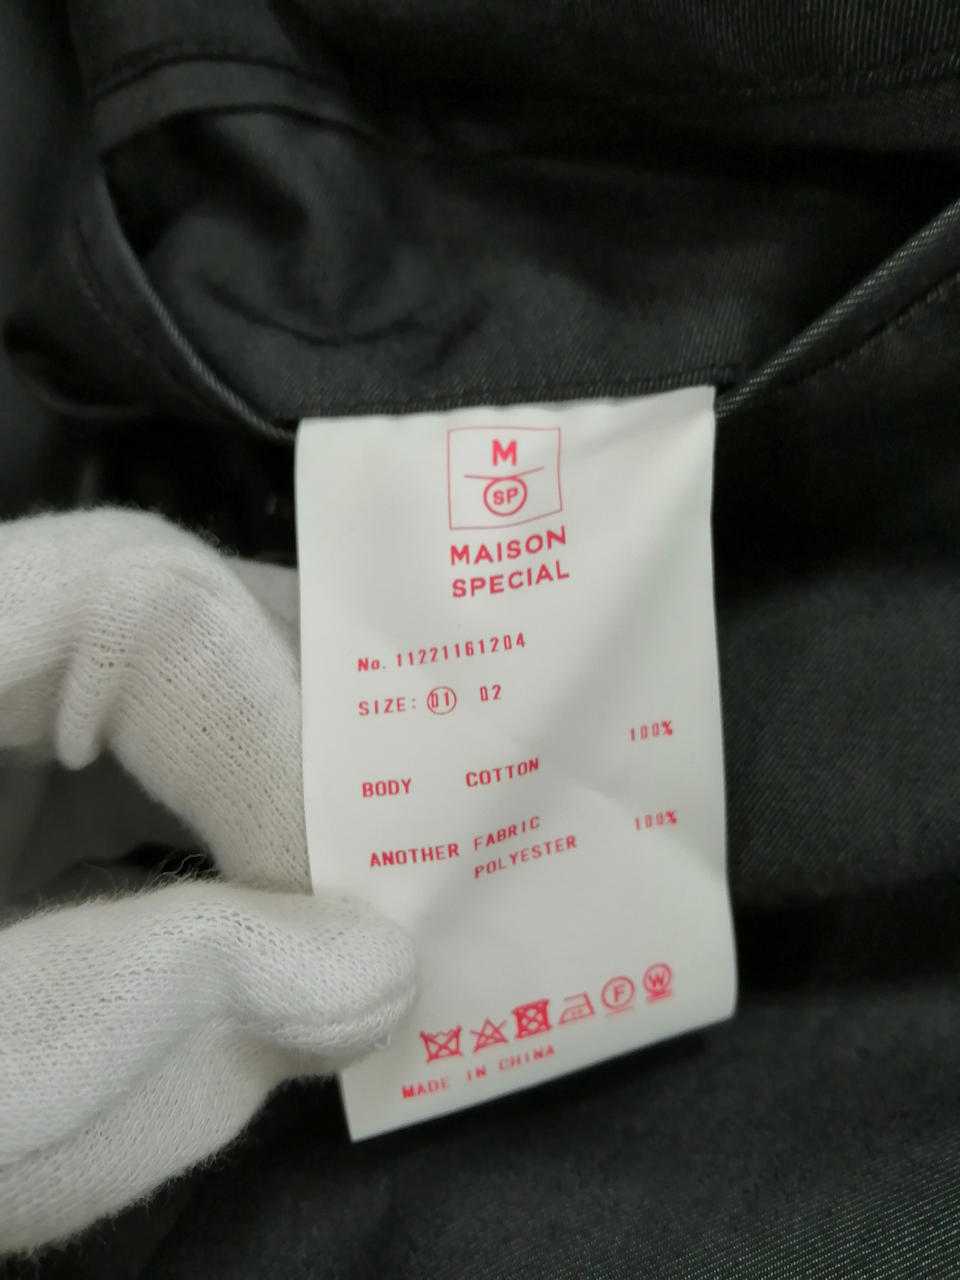 M
SP
MAISON
SPECIAL
No. 11221161204
SIZE: 01 02
BODY COTTON 100%
ANOTHER FABRIC
POLYESTER 100%
F W
MADE IN CHINA